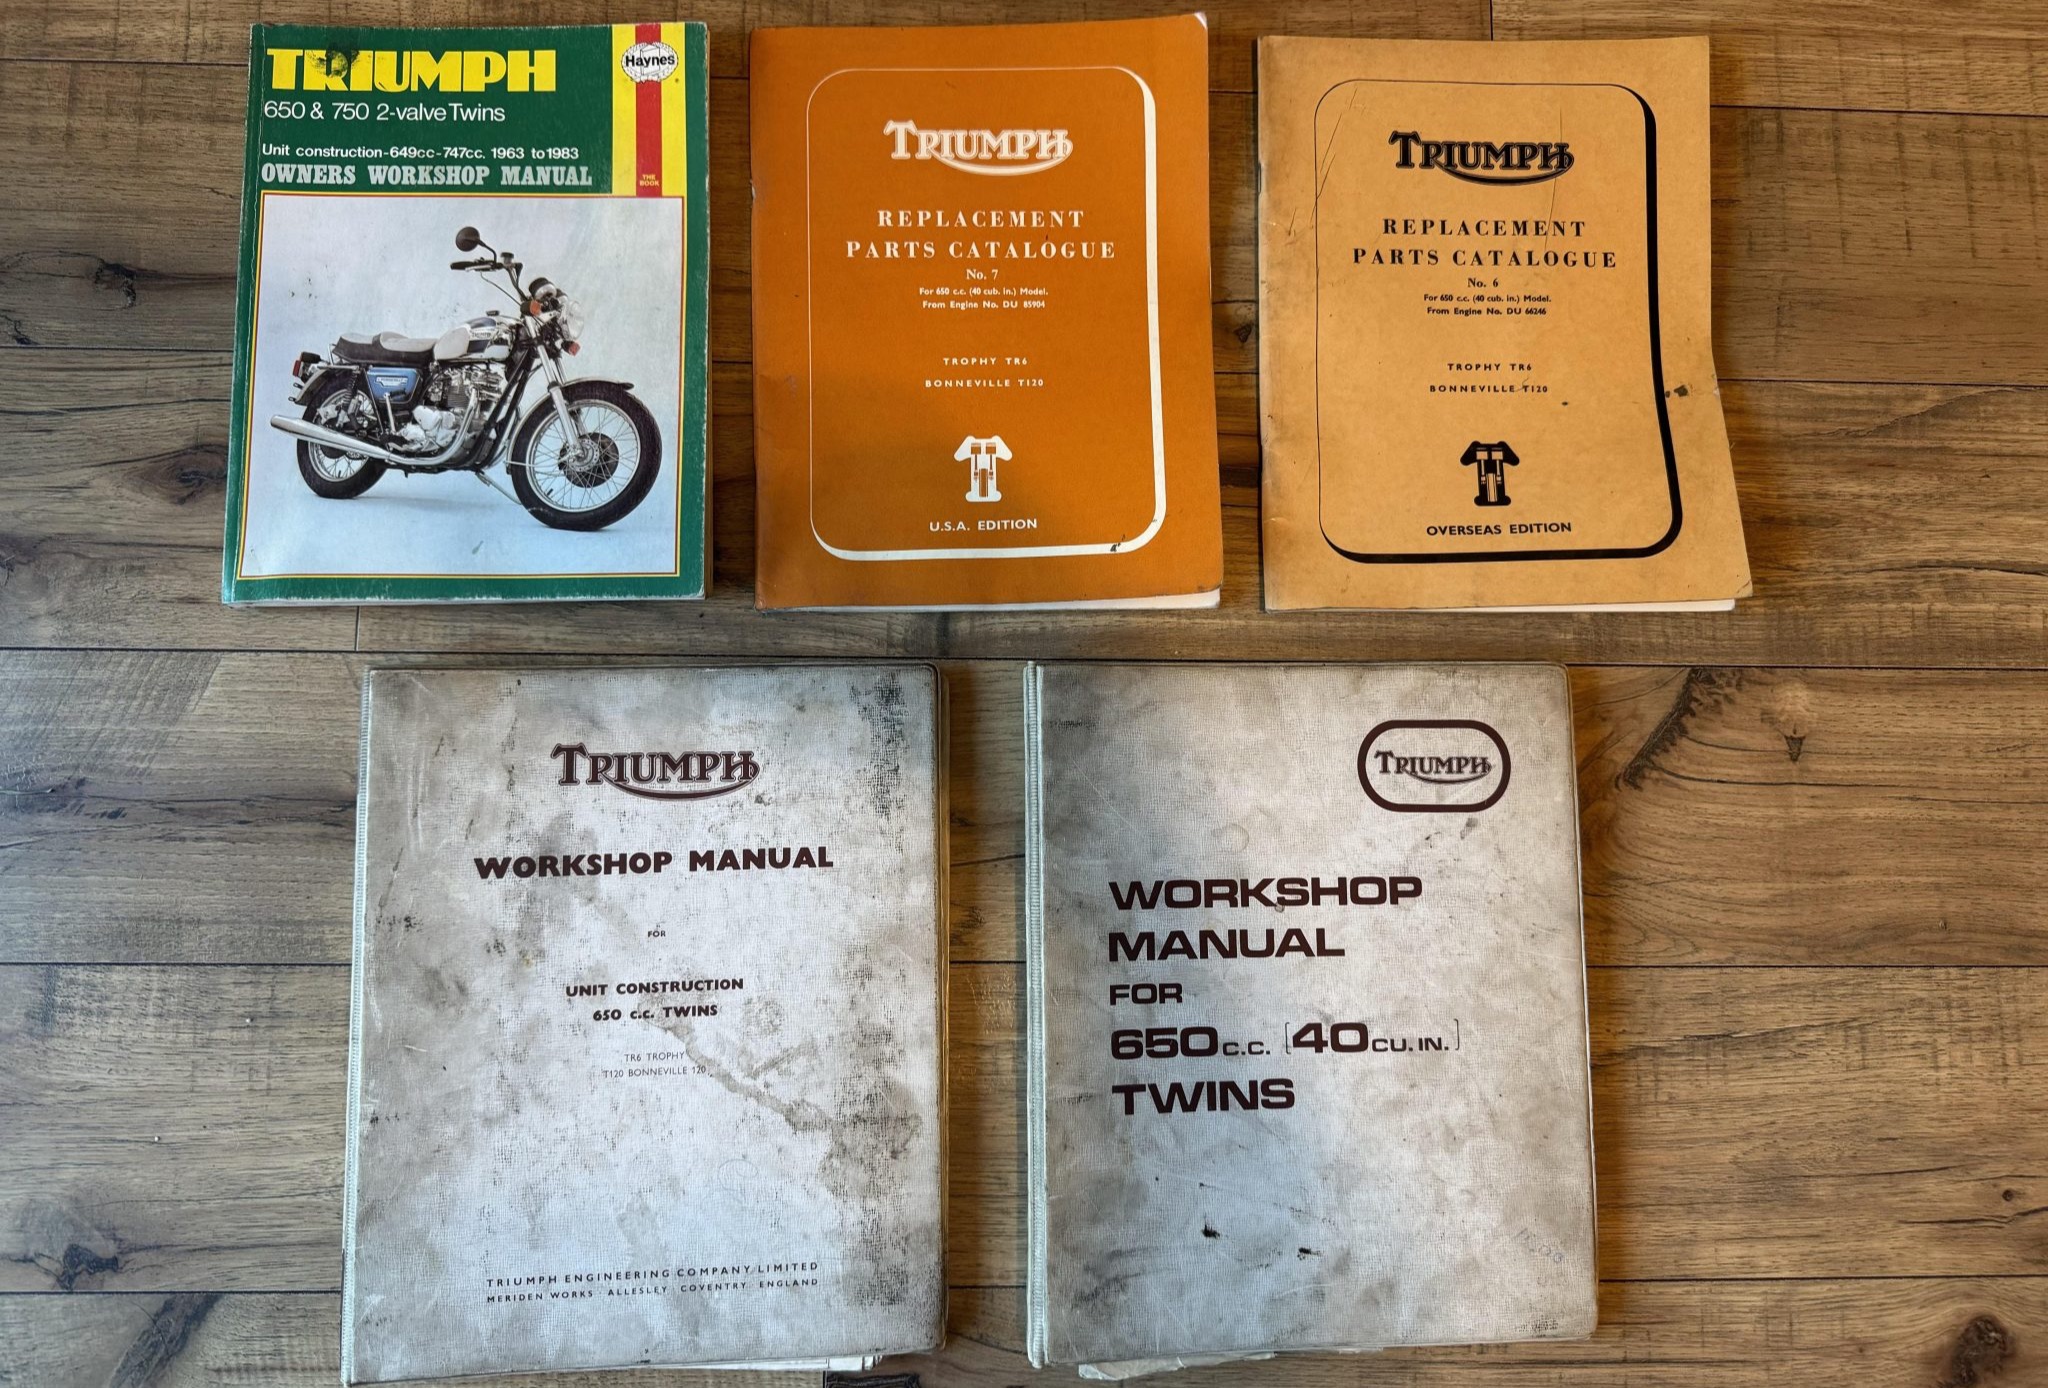 TRIUMPH
650 & 750 2-valve Twins
Unit construction-649cc-747cc. 1963 to 1983
OWNERS WORKSHOP MANUAL
Haynes
THE
BOOK
TRIUMPH
REPLACEMENT
PARTS CATALOGUE
No. 7
For 650 c.c. (40 cub. in.) Model.
From Engine No. DU 85904
TROPHY TR6
BONNEVILLE T120
U.S.A. EDITION
TRIUMPH
REPLACEMENT
PARTS CATALOGUE
No. 6
For 650 c.c. (40 cub. in.) Model.
From Engine No. DU 66246
TROPHY TR6
BONNEVILLE T120
OVERSEAS EDITION
TRIUMPH
WORKSHOP MANUAL
FOR
UNIT CONSTRUCTION
650 c.c. TWINS
TR6 TROPHY
T120 BONNEVILLE 120
TRIUMPH ENGINEERING COMPANY LIMITED
MERIDEN WORKS ALLESLEY COVENTRY ENGLAND
TRIUMPH
WORKSHOP
MANUAL
FOR
650 C.C. [40 CU. IN.]
TWINS